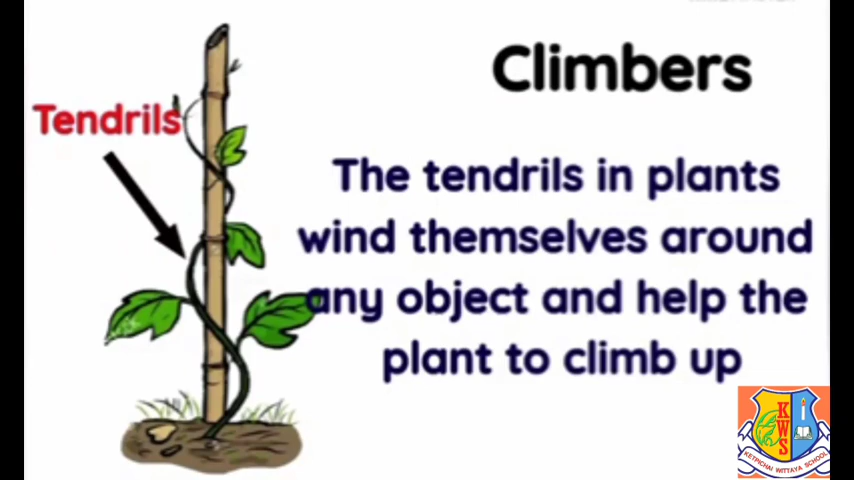 Climbers
Tendrils
The tendrils in plants
wind themselves around
any object and help the
plant to climb up
KWS
KETPICHAI WITTAYA SCHOOL